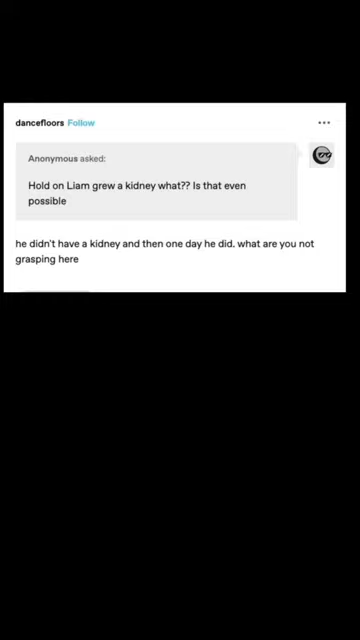 dancefloors Follow
Anonymous asked:
Hold on Liam grew a kidney what?? Is that even
possible
he didn't have a kidney and then one day he did. what are you not
grasping here